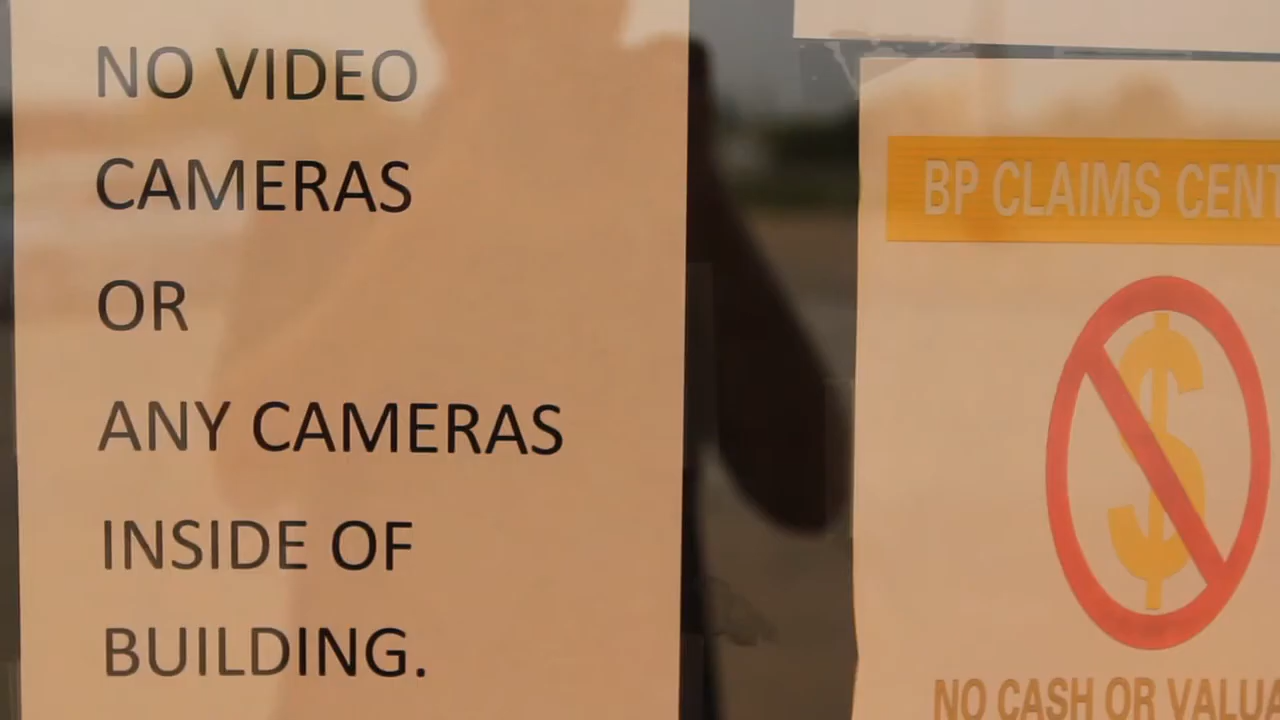 NO VIDEO
CAMERAS
OR
ANY CAMERAS
INSIDE OF
BUILDING.
BP CLAIMS
$
NO CASH OR